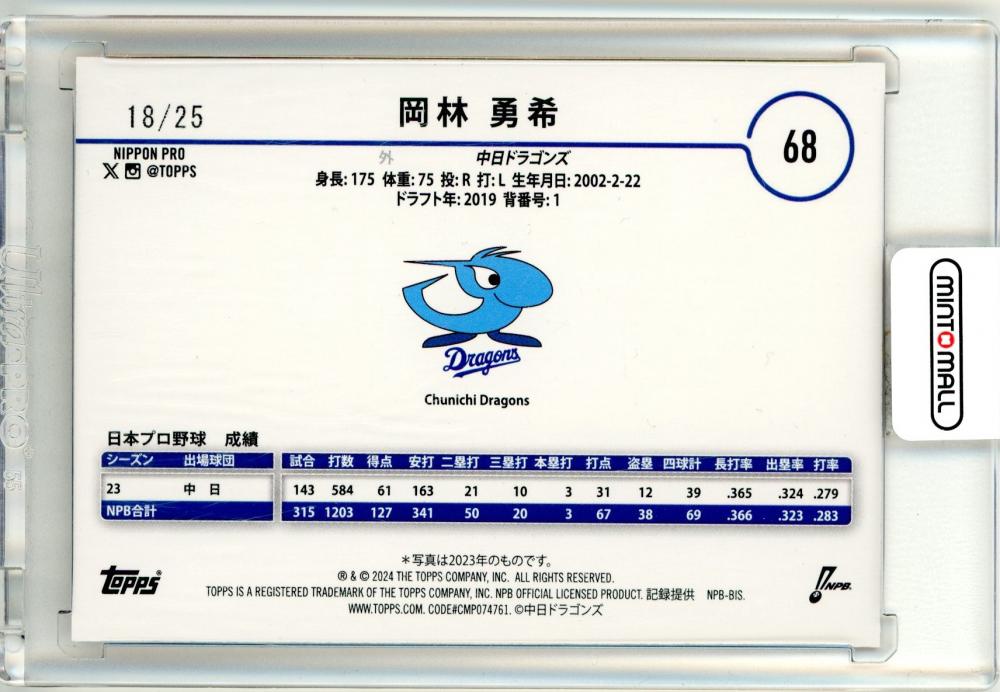 18/25
岡林 勇希
68
NIPPON PRO
X @TOPPS
外 中日ドラゴンズ
身長: 175 体重: 75 投: R 打: L 生年月日: 2002-2-22
ドラフト年: 2019 背番号: 1
Dragons
Chunichi Dragons
MINT MALL
Ultra PRO
35
日本プロ野球 成績
シーズン 出場球団 試合 打数 得点 安打 二塁打 三塁打 本塁打 打点 盗塁 四球計 長打率 出塁率 打率
23 中 日 143 584 61 163 21 10 3 31 12 39 .365 .324 .279
NPB合計 315 1203 127 341 50 20 3 67 38 69 .366 .323 .283
＊写真は2023年のものです。
® & © 2024 THE TOPPS COMPANY, INC. ALL RIGHTS RESERVED.
TOPPS IS A REGISTERED TRADEMARK OF THE TOPPS COMPANY, INC. NPB OFFICIAL LICENSED PRODUCT. 記録提供 NPB-BIS.
WWW.TOPPS.COM. CODE#CMP074761. ©中日ドラゴンズ
TOPPS®
NPB